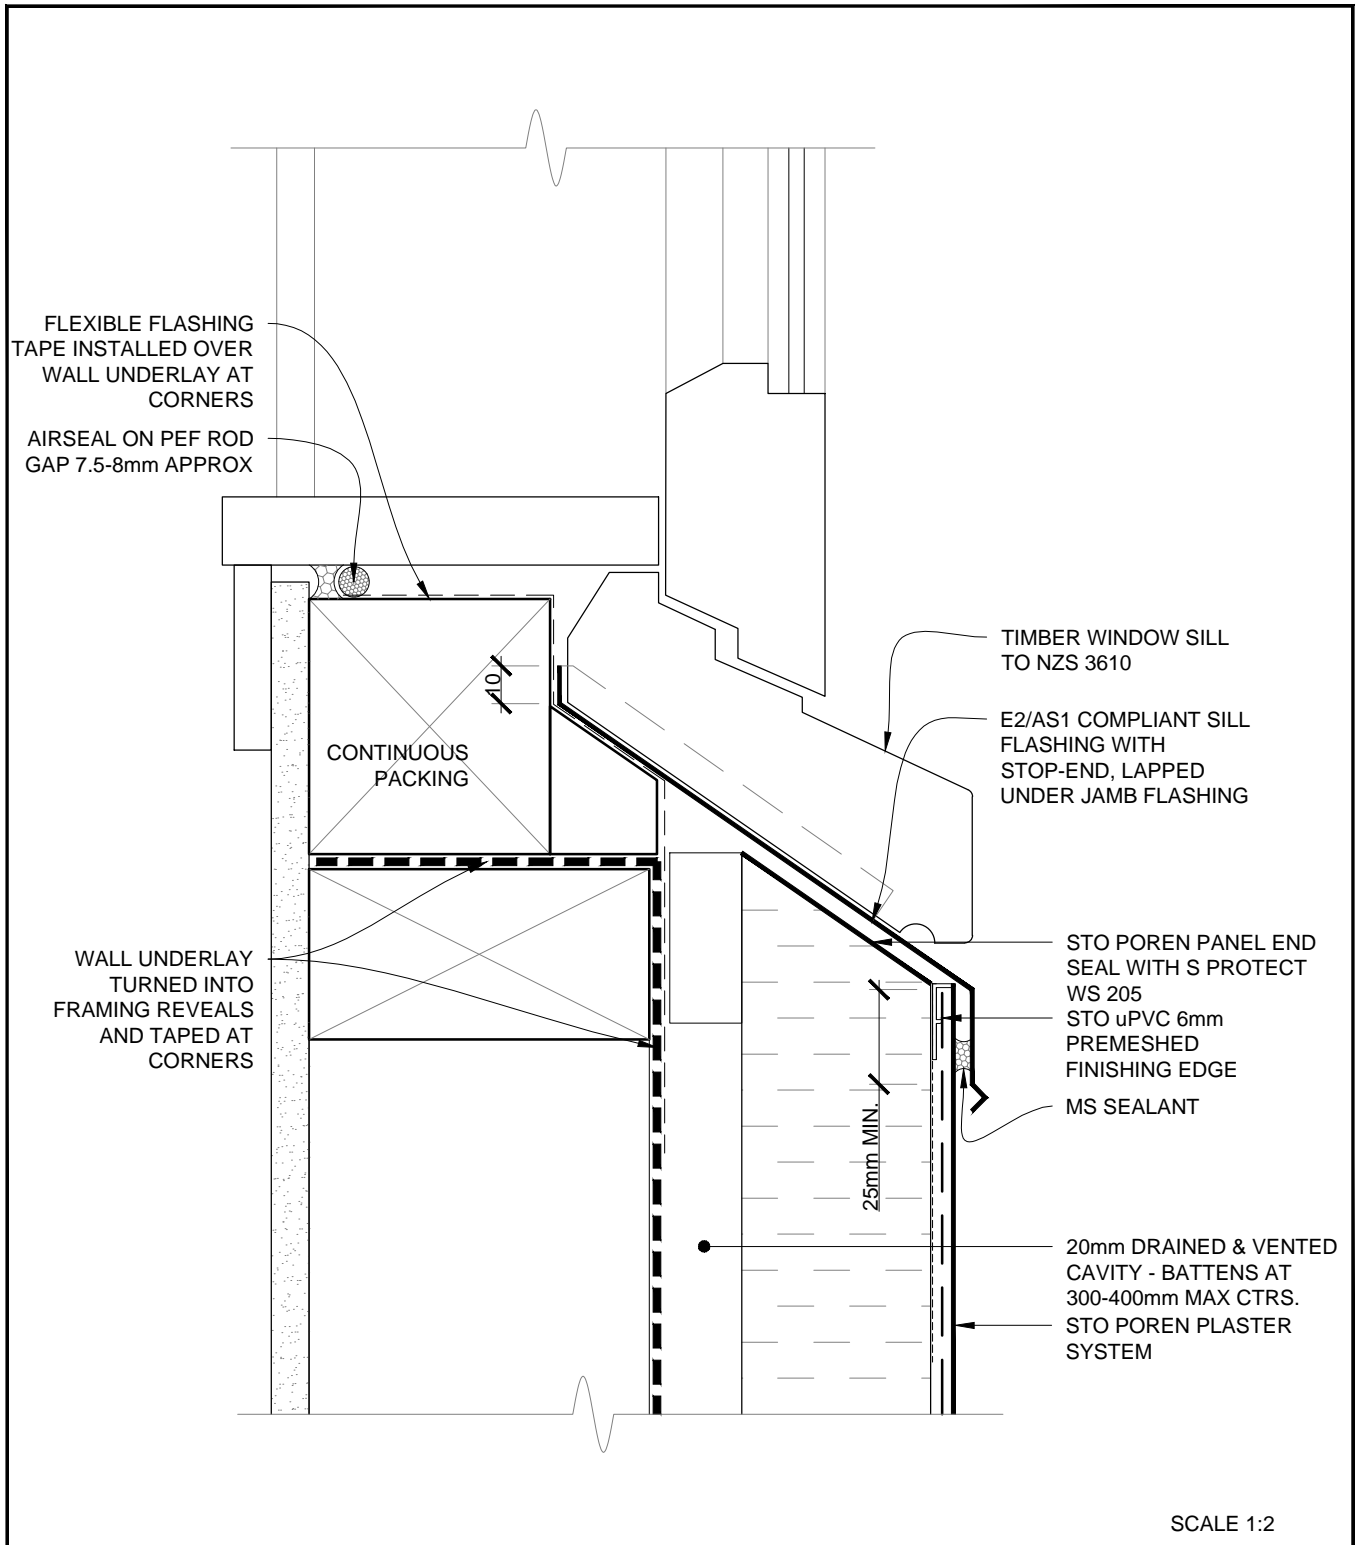 FLEXIBLE FLASHING
TAPE INSTALLED OVER
WALL UNDERLAY AT
CORNERS
AIRSEAL ON PEF ROD
GAP 7.5-8mm APPROX
10
CONTINUOUS
PACKING
WALL UNDERLAY
TURNED INTO
FRAMING REVEALS
AND TAPED AT
CORNERS
25mm MIN.
TIMBER WINDOW SILL
TO NZS 3610
E2/AS1 COMPLIANT SILL
FLASHING WITH
STOP-END, LAPPED
UNDER JAMB FLASHING
STO POREN PANEL END
SEAL WITH S PROTECT
WS 205
STO uPVC 6mm
PREMESHED
FINISHING EDGE
MS SEALANT
20mm DRAINED & VENTED
CAVITY - BATTENS AT
300-400mm MAX CTRS.
STO POREN PLASTER
SYSTEM
SCALE 1:2